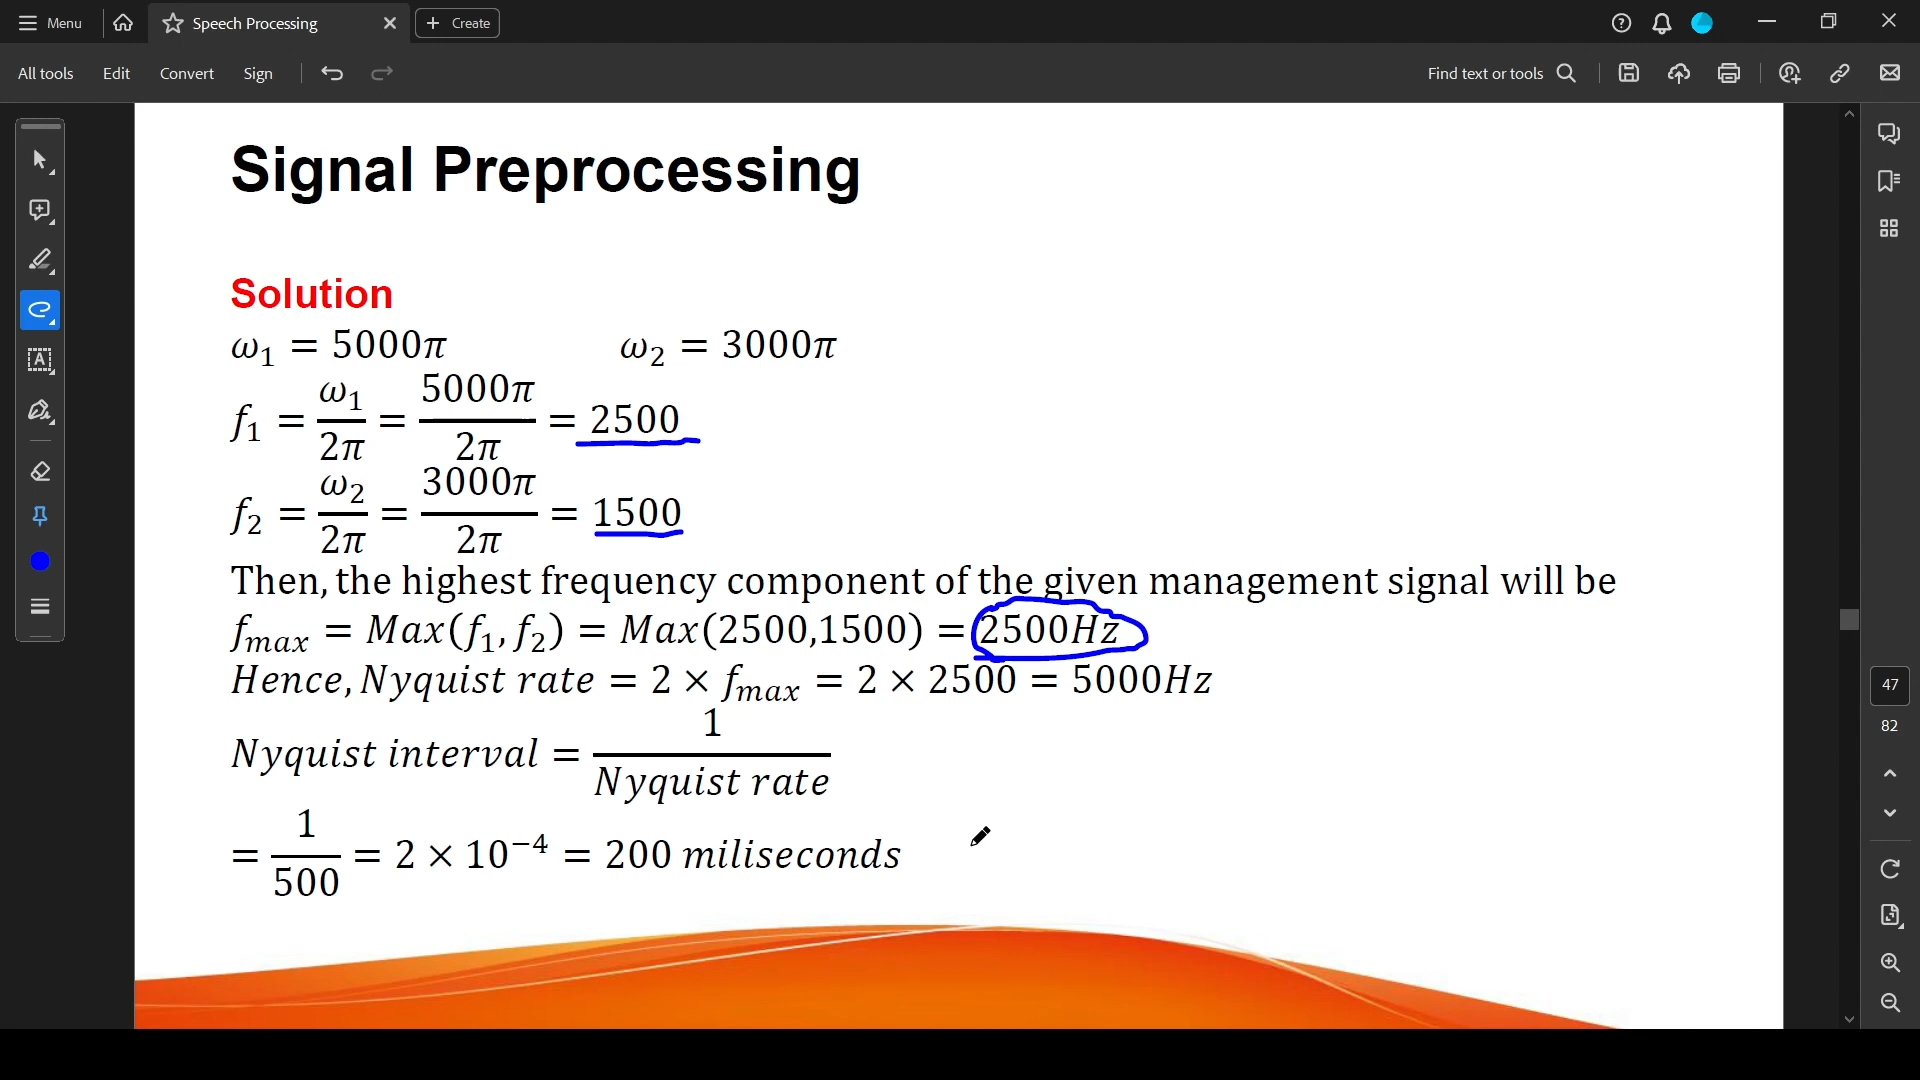 Menu
Speech Processing
Create
All tools
Edit
Convert
Sign
Find text or tools
Signal Preprocessing
Solution
ω₁ = 5000π ω₂ = 3000π
f₁ = ω₁/2π = 5000π/2π = 2500
f₂ = ω₂/2π = 3000π/2π = 1500
Then, the highest frequency component of the given management signal will be
fmax = Max(f₁, f₂) = Max(2500,1500) = 2500Hz
Hence, Nyquist rate = 2 × fmax = 2 × 2500 = 5000Hz
Nyquist interval = 1/Nyquist rate
= 1/500 = 2 × 10⁻⁴ = 200 miliseconds
47
82